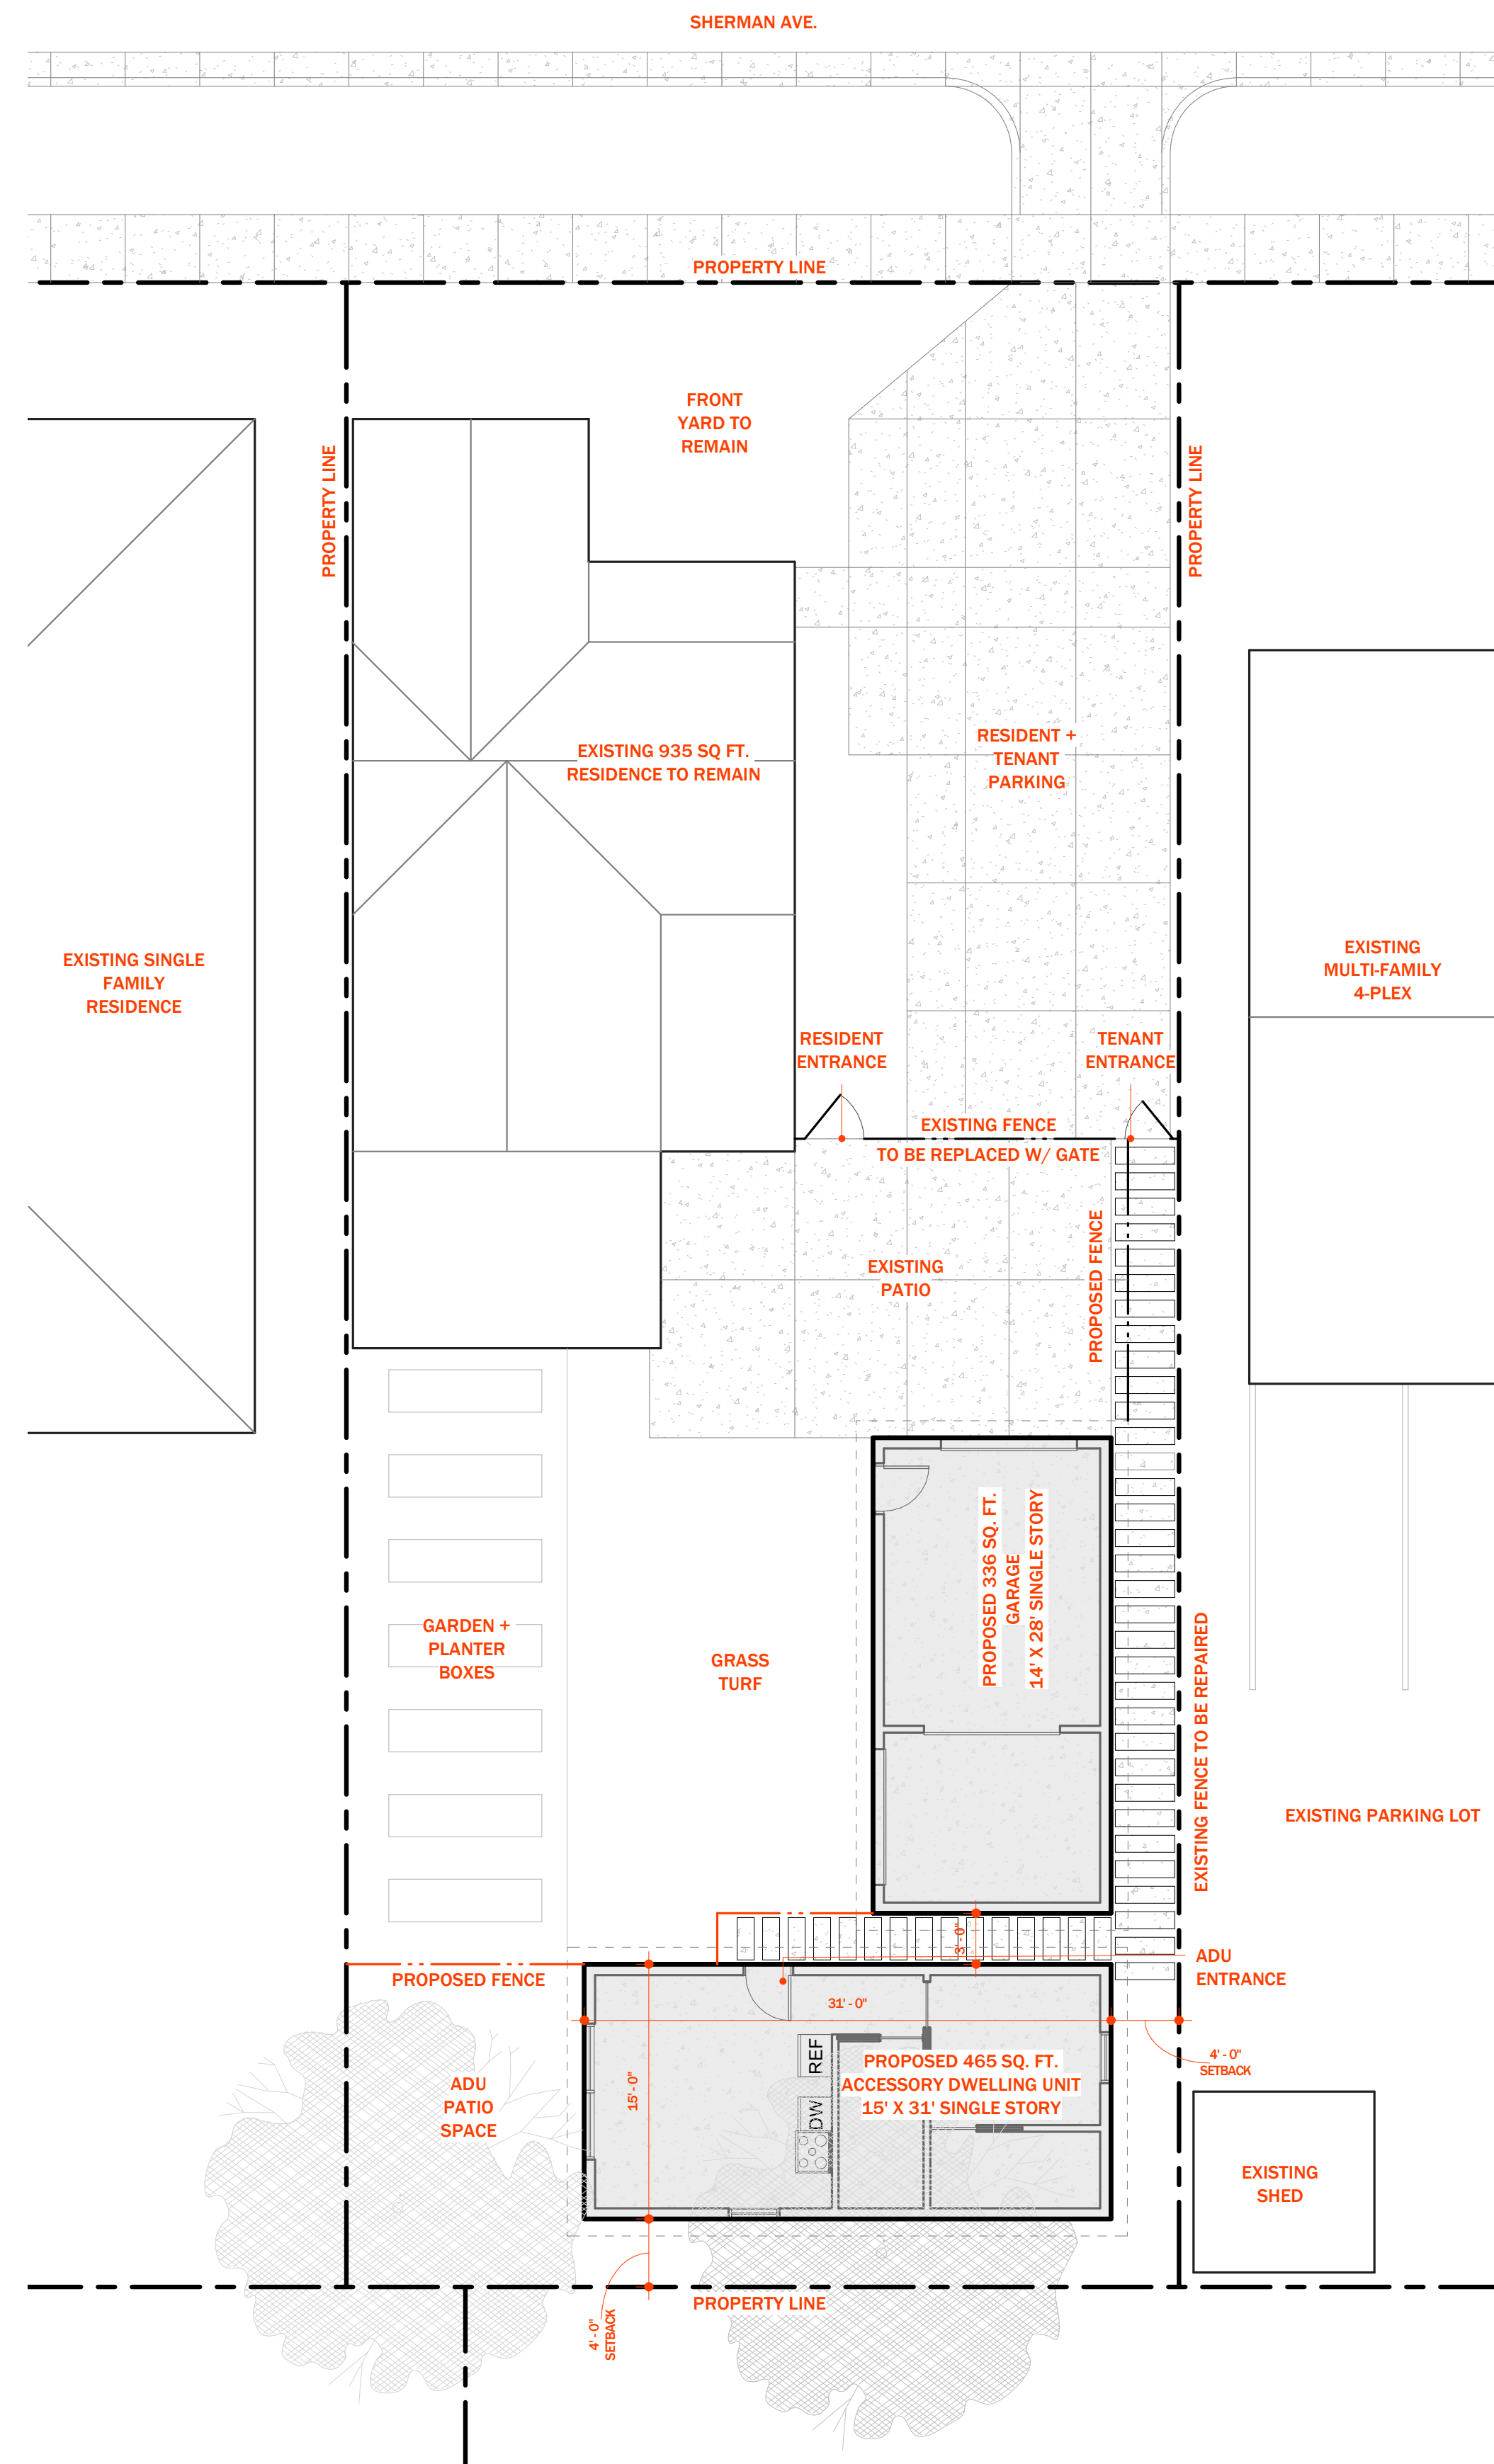 SHERMAN AVE.
PROPERTY LINE
FRONT
YARD TO
REMAIN
PROPERTY LINE
PROPERTY LINE
EXISTING 935 SQ FT.
RESIDENCE TO REMAIN
RESIDENT +
TENANT
PARKING
EXISTING SINGLE
FAMILY
RESIDENCE
EXISTING
MULTI-FAMILY
4-PLEX
RESIDENT
ENTRANCE
TENANT
ENTRANCE
EXISTING FENCE
TO BE REPLACED W/ GATE
PROPOSED FENCE
EXISTING
PATIO
PROPOSED 336 SQ. FT.
GARAGE
14' X 28' SINGLE STORY
GARDEN +
PLANTER
BOXES
GRASS
TURF
EXISTING FENCE TO BE REPAIRED
EXISTING PARKING LOT
3' - 0"
ADU
ENTRANCE
PROPOSED FENCE
31' - 0"
15' - 0"
REF
DW
PROPOSED 465 SQ. FT.
ACCESSORY DWELLING UNIT
15' X 31' SINGLE STORY
4' - 0"
SETBACK
ADU
PATIO
SPACE
EXISTING
SHED
PROPERTY LINE
4' - 0"
SETBACK